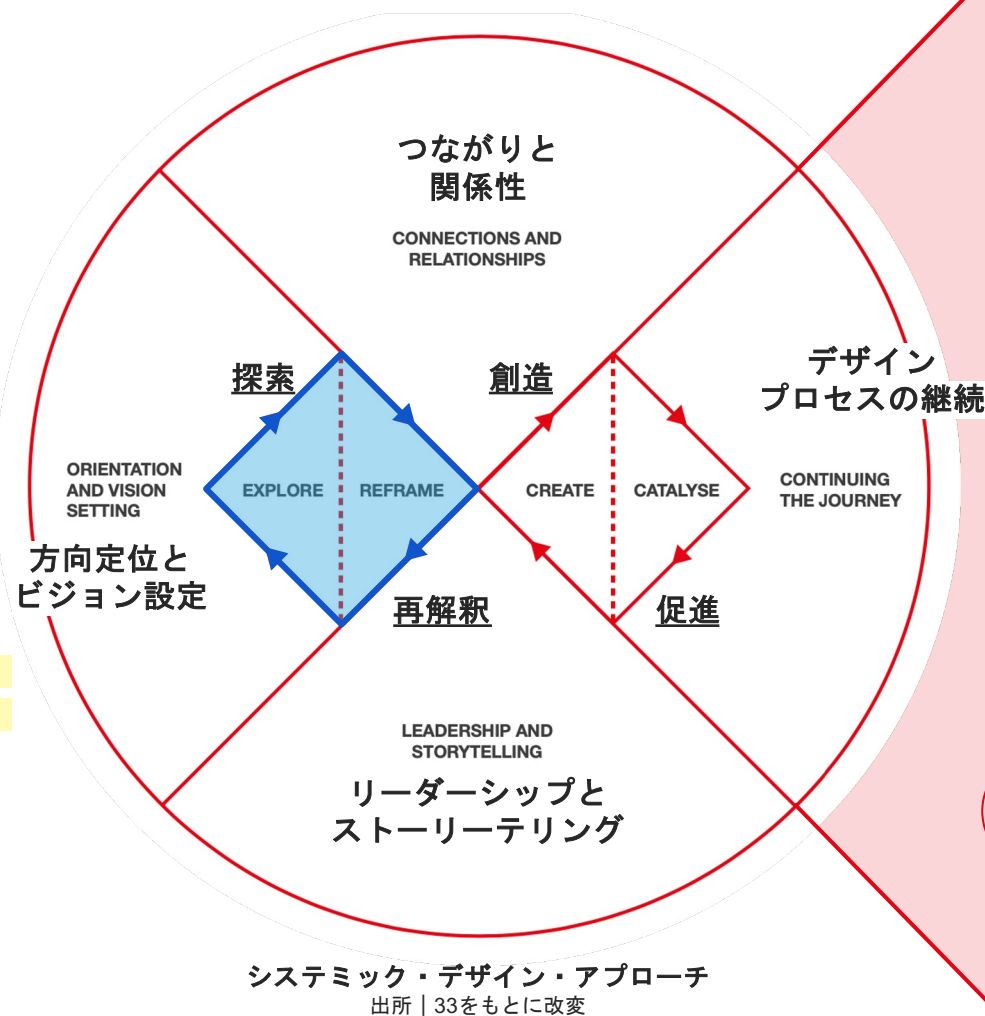 つながりと
関係性
CONNECTIONS AND
RELATIONSHIPS
探索
創造
デザイン
プロセスの継続
ORIENTATION
AND VISION
SETTING
方向定位と
ビジョン設定
EXPLORE
REFRAME
CREATE
CATALYSE
CONTINUING
THE JOURNEY
再解釈
促進
LEADERSHIP AND
STORYTELLING
リーダーシップと
ストーリーテリング
システミック・デザイン・アプローチ
出所｜33をもとに改変